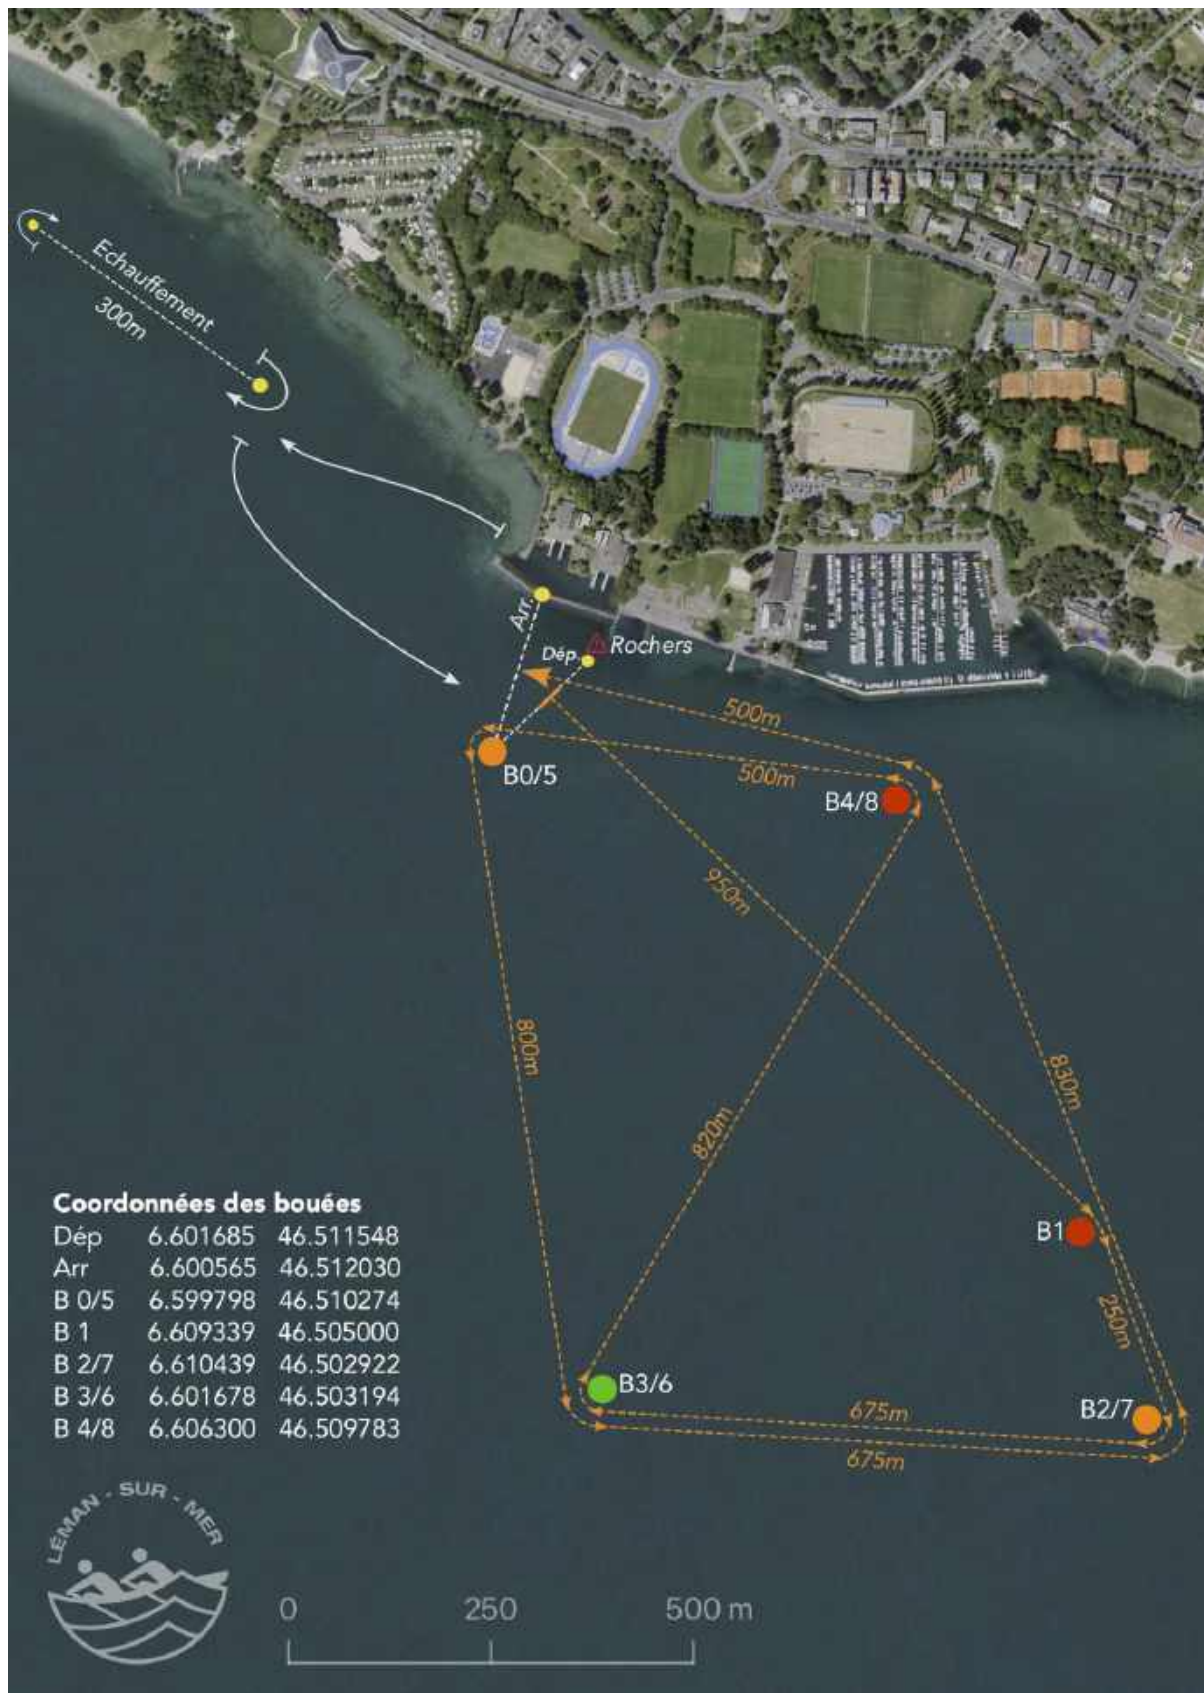 Echauffement
300m
Arr.
Dép.
Rochers
500m
500m
B0/5
B4/8
950m
800m
830m
820m
B1
250m
B3/6
675m
B2/7
675m
Coordonnées des bouées
Dép 6.601685 46.511548
Arr 6.600565 46.512030
B 0/5 6.599798 46.510274
B 1 6.609339 46.505000
B 2/7 6.610439 46.502922
B 3/6 6.601678 46.503194
B 4/8 6.606300 46.509783
LÉMAN - SUR - MER
0 250 500 m